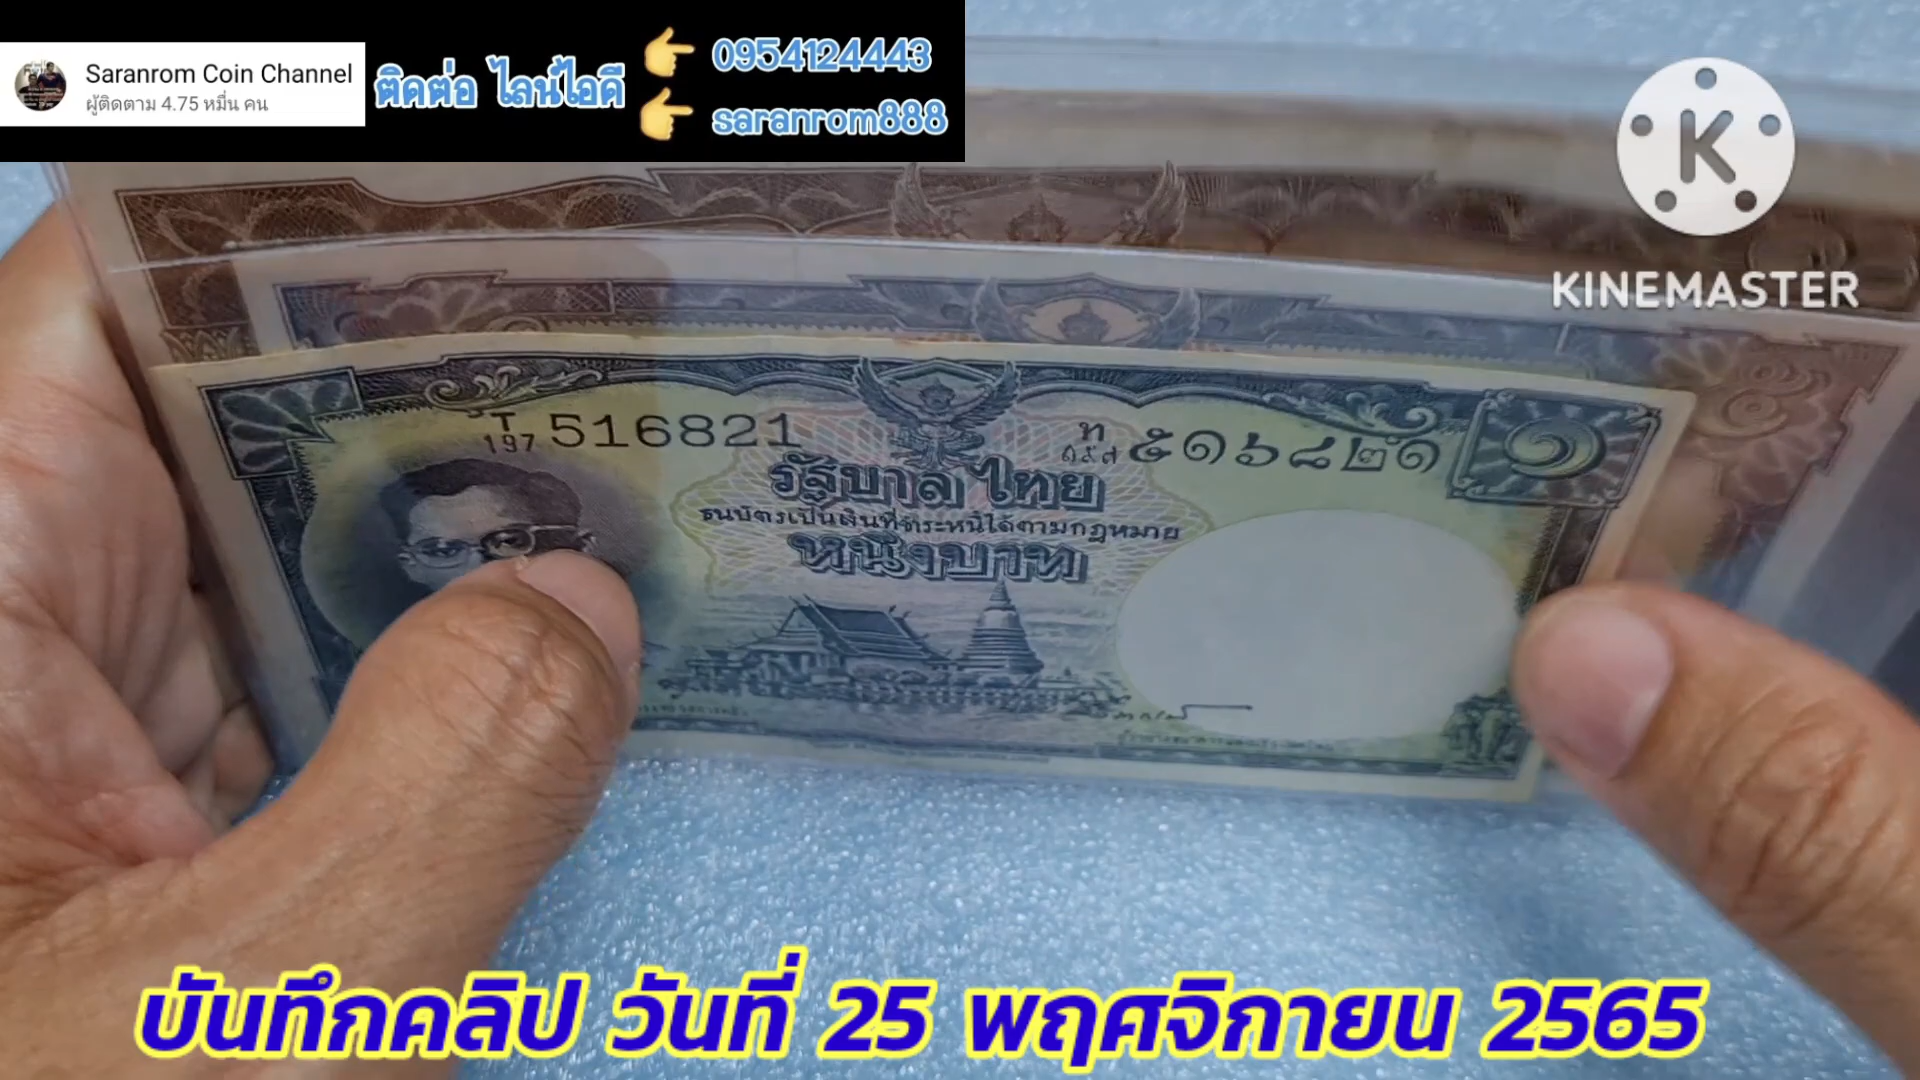 Saranrom Coin Channel
ผู้ติดตาม 4.75 หมื่น คน
ติดต่อ ไลน์ไอดี
0954124443
saranrom888
K
KINEMASTER
T
197 516821
ท
๑๙๗ ๕๑๖๘๒๑
๑
รัฐบาลไทย
ธนบัตรเป็นเงินที่ชำระหนี้ได้ตามกฎหมาย
หนึ่งบาท
บันทึกคลิป วันที่ 25 พฤศจิกายน 2565